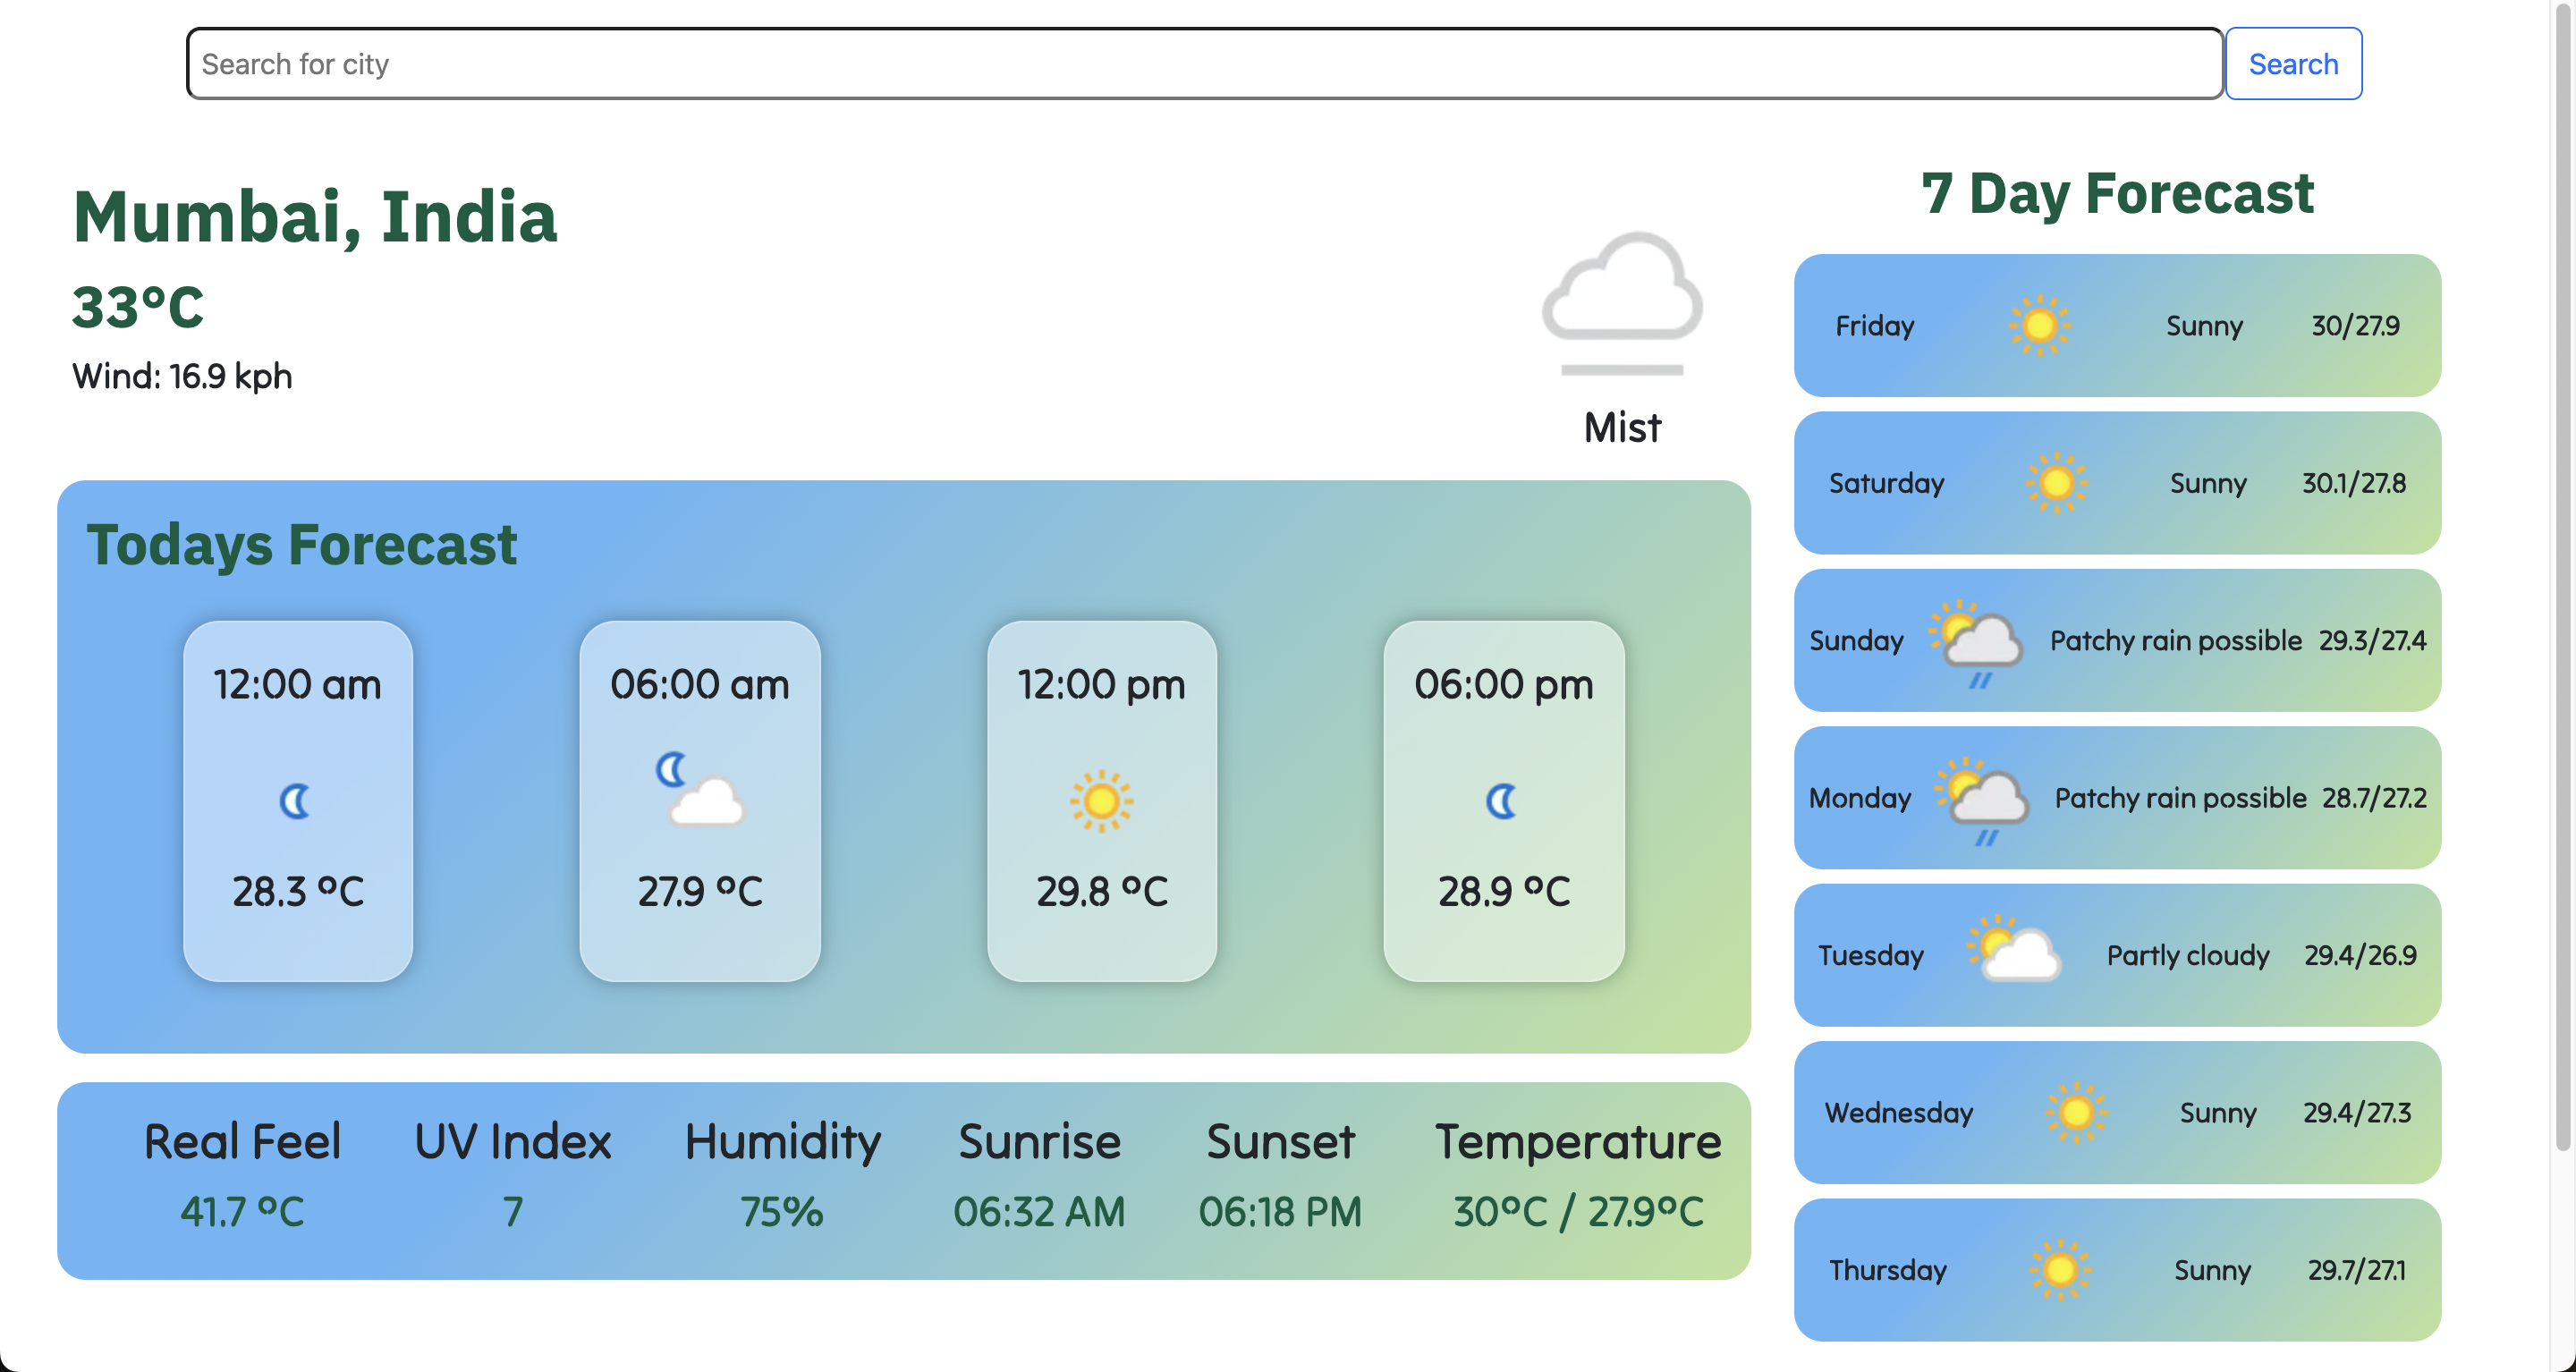 Search for city
Search
Mumbai, India
33°C
Wind: 16.9 kph
Mist
Todays Forecast
12:00 am
28.3 °C
06:00 am
27.9 °C
12:00 pm
29.8 °C
06:00 pm
28.9 °C
Real Feel
41.7 °C
UV Index
7
Humidity
75%
Sunrise
06:32 AM
Sunset
06:18 PM
Temperature
30°C / 27.9°C
7 Day Forecast
Friday Sunny 30/27.9
Saturday Sunny 30.1/27.8
Sunday Patchy rain possible 29.3/27.4
Monday Patchy rain possible 28.7/27.2
Tuesday Partly cloudy 29.4/26.9
Wednesday Sunny 29.4/27.3
Thursday Sunny 29.7/27.1